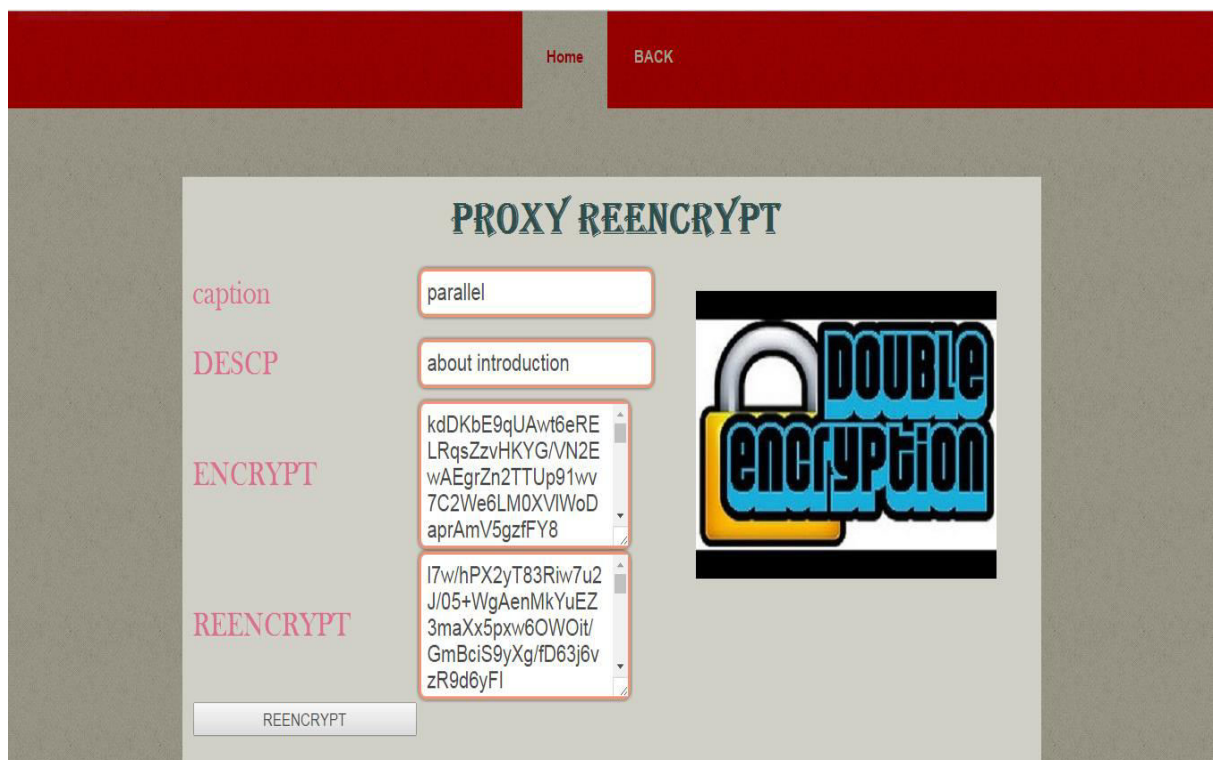 Home BACK
PROXY REENCRYPT
caption parallel
DESCP about introduction
ENCRYPT
kdDKbE9qUAwt6eRE
LRqsZzvHKYG/VN2E
wAEgrZn2TTUp91wv
7C2We6LM0XVIWoD
aprAmV5gzfFY8
REENCRYPT
I7w/hPX2yT83Riw7u2
J/05+WgAenMkYuEZ
3maXx5pxw6OWOit/
GmBciS9yXg/fD63j6v
zR9d6yFI
REENCRYPT
DOUBLE
encryption